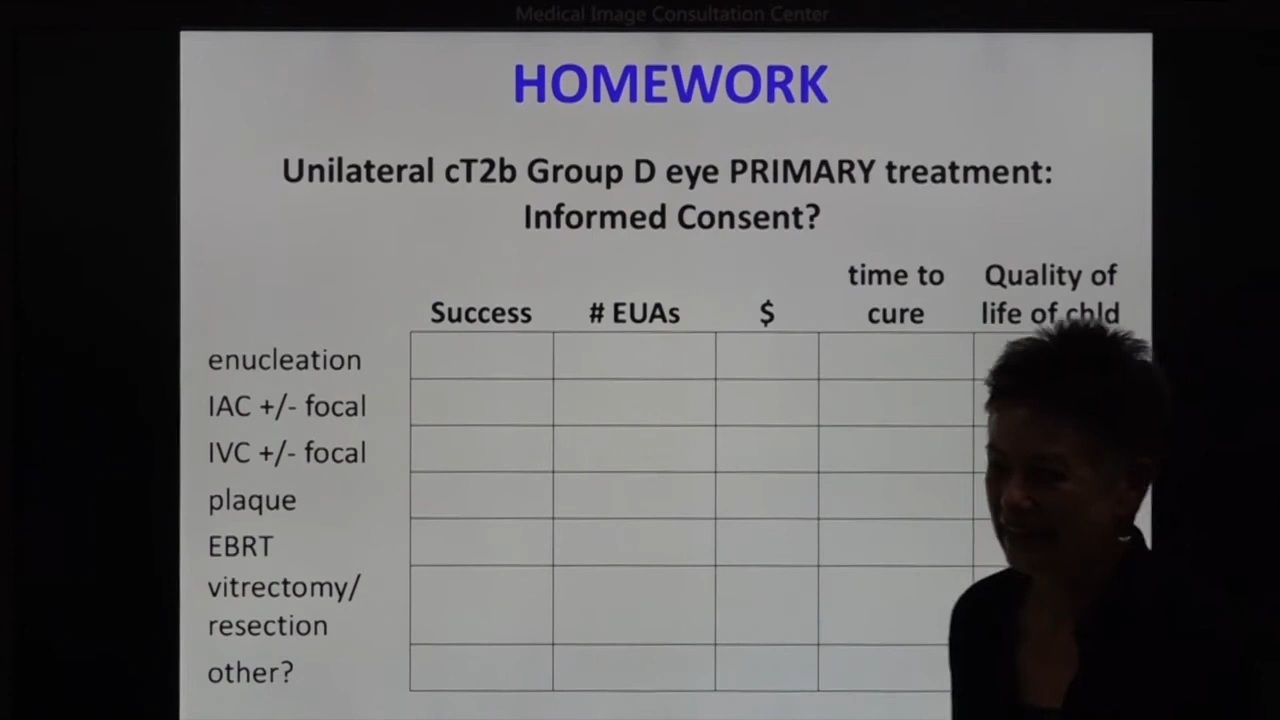 Medical Image Consultation Center
HOMEWORK
Unilateral cT2b Group D eye PRIMARY treatment:
Informed Consent?
Success # EUAs $ time to cure Quality of life of chld
enucleation
IAC +/- focal
IVC +/- focal
plaque
EBRT
vitrectomy/
resection
other?